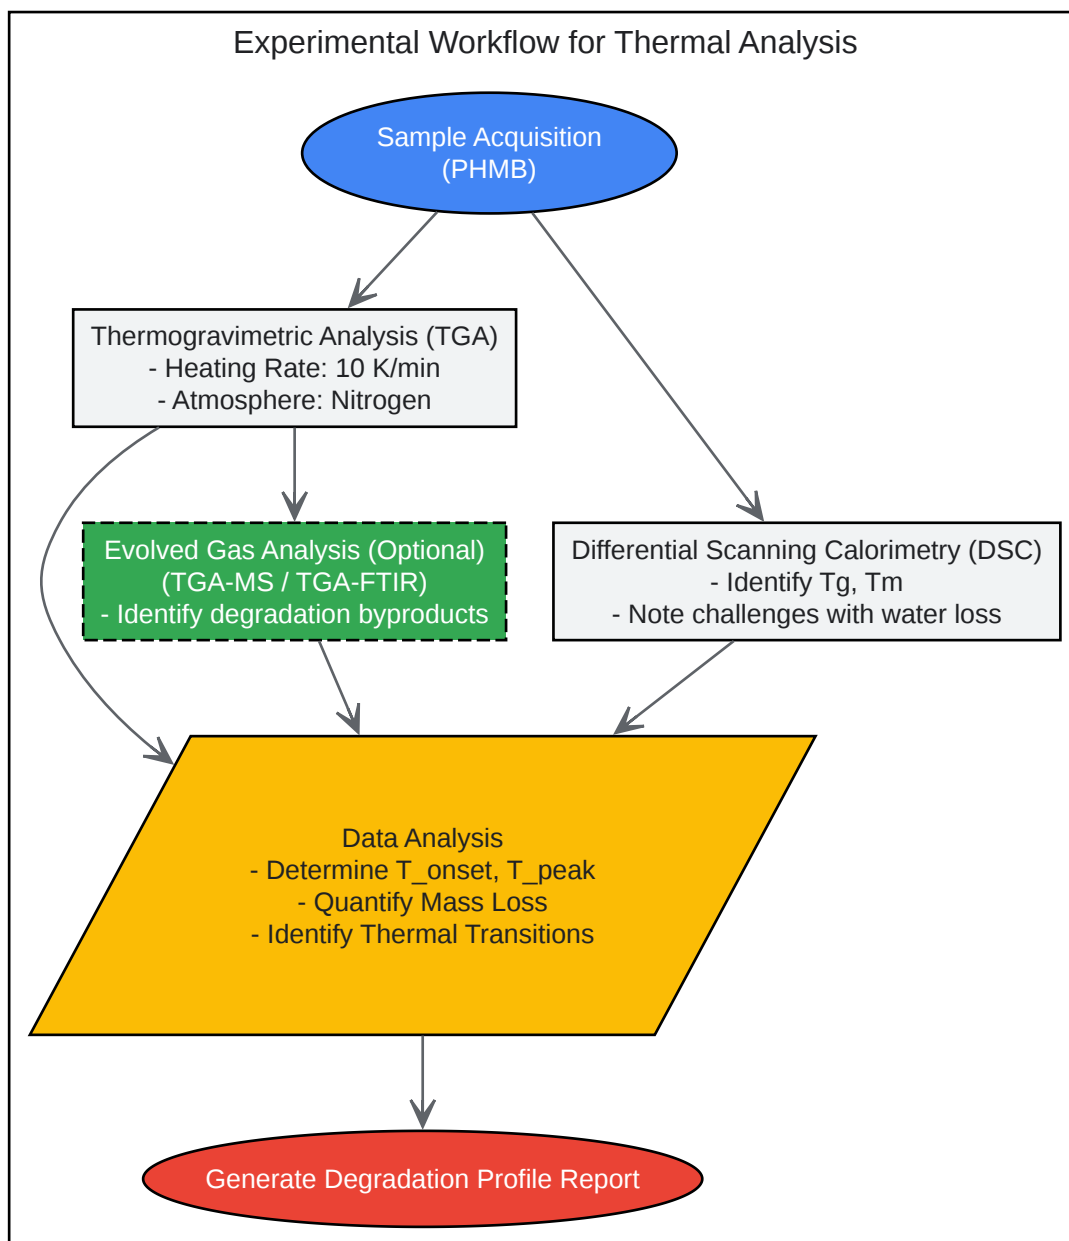 Experimental Workflow for Thermal Analysis
Sample Acquisition
(PHMB)
Thermogravimetric Analysis (TGA)
- Heating Rate: 10 K/min
- Atmosphere: Nitrogen
Evolved Gas Analysis (Optional)
(TGA-MS / TGA-FTIR)
- Identify degradation byproducts
Differential Scanning Calorimetry (DSC)
- Identify Tg, Tm
- Note challenges with water loss
Data Analysis
- Determine T_onset, T_peak
- Quantify Mass Loss
- Identify Thermal Transitions
Generate Degradation Profile Report